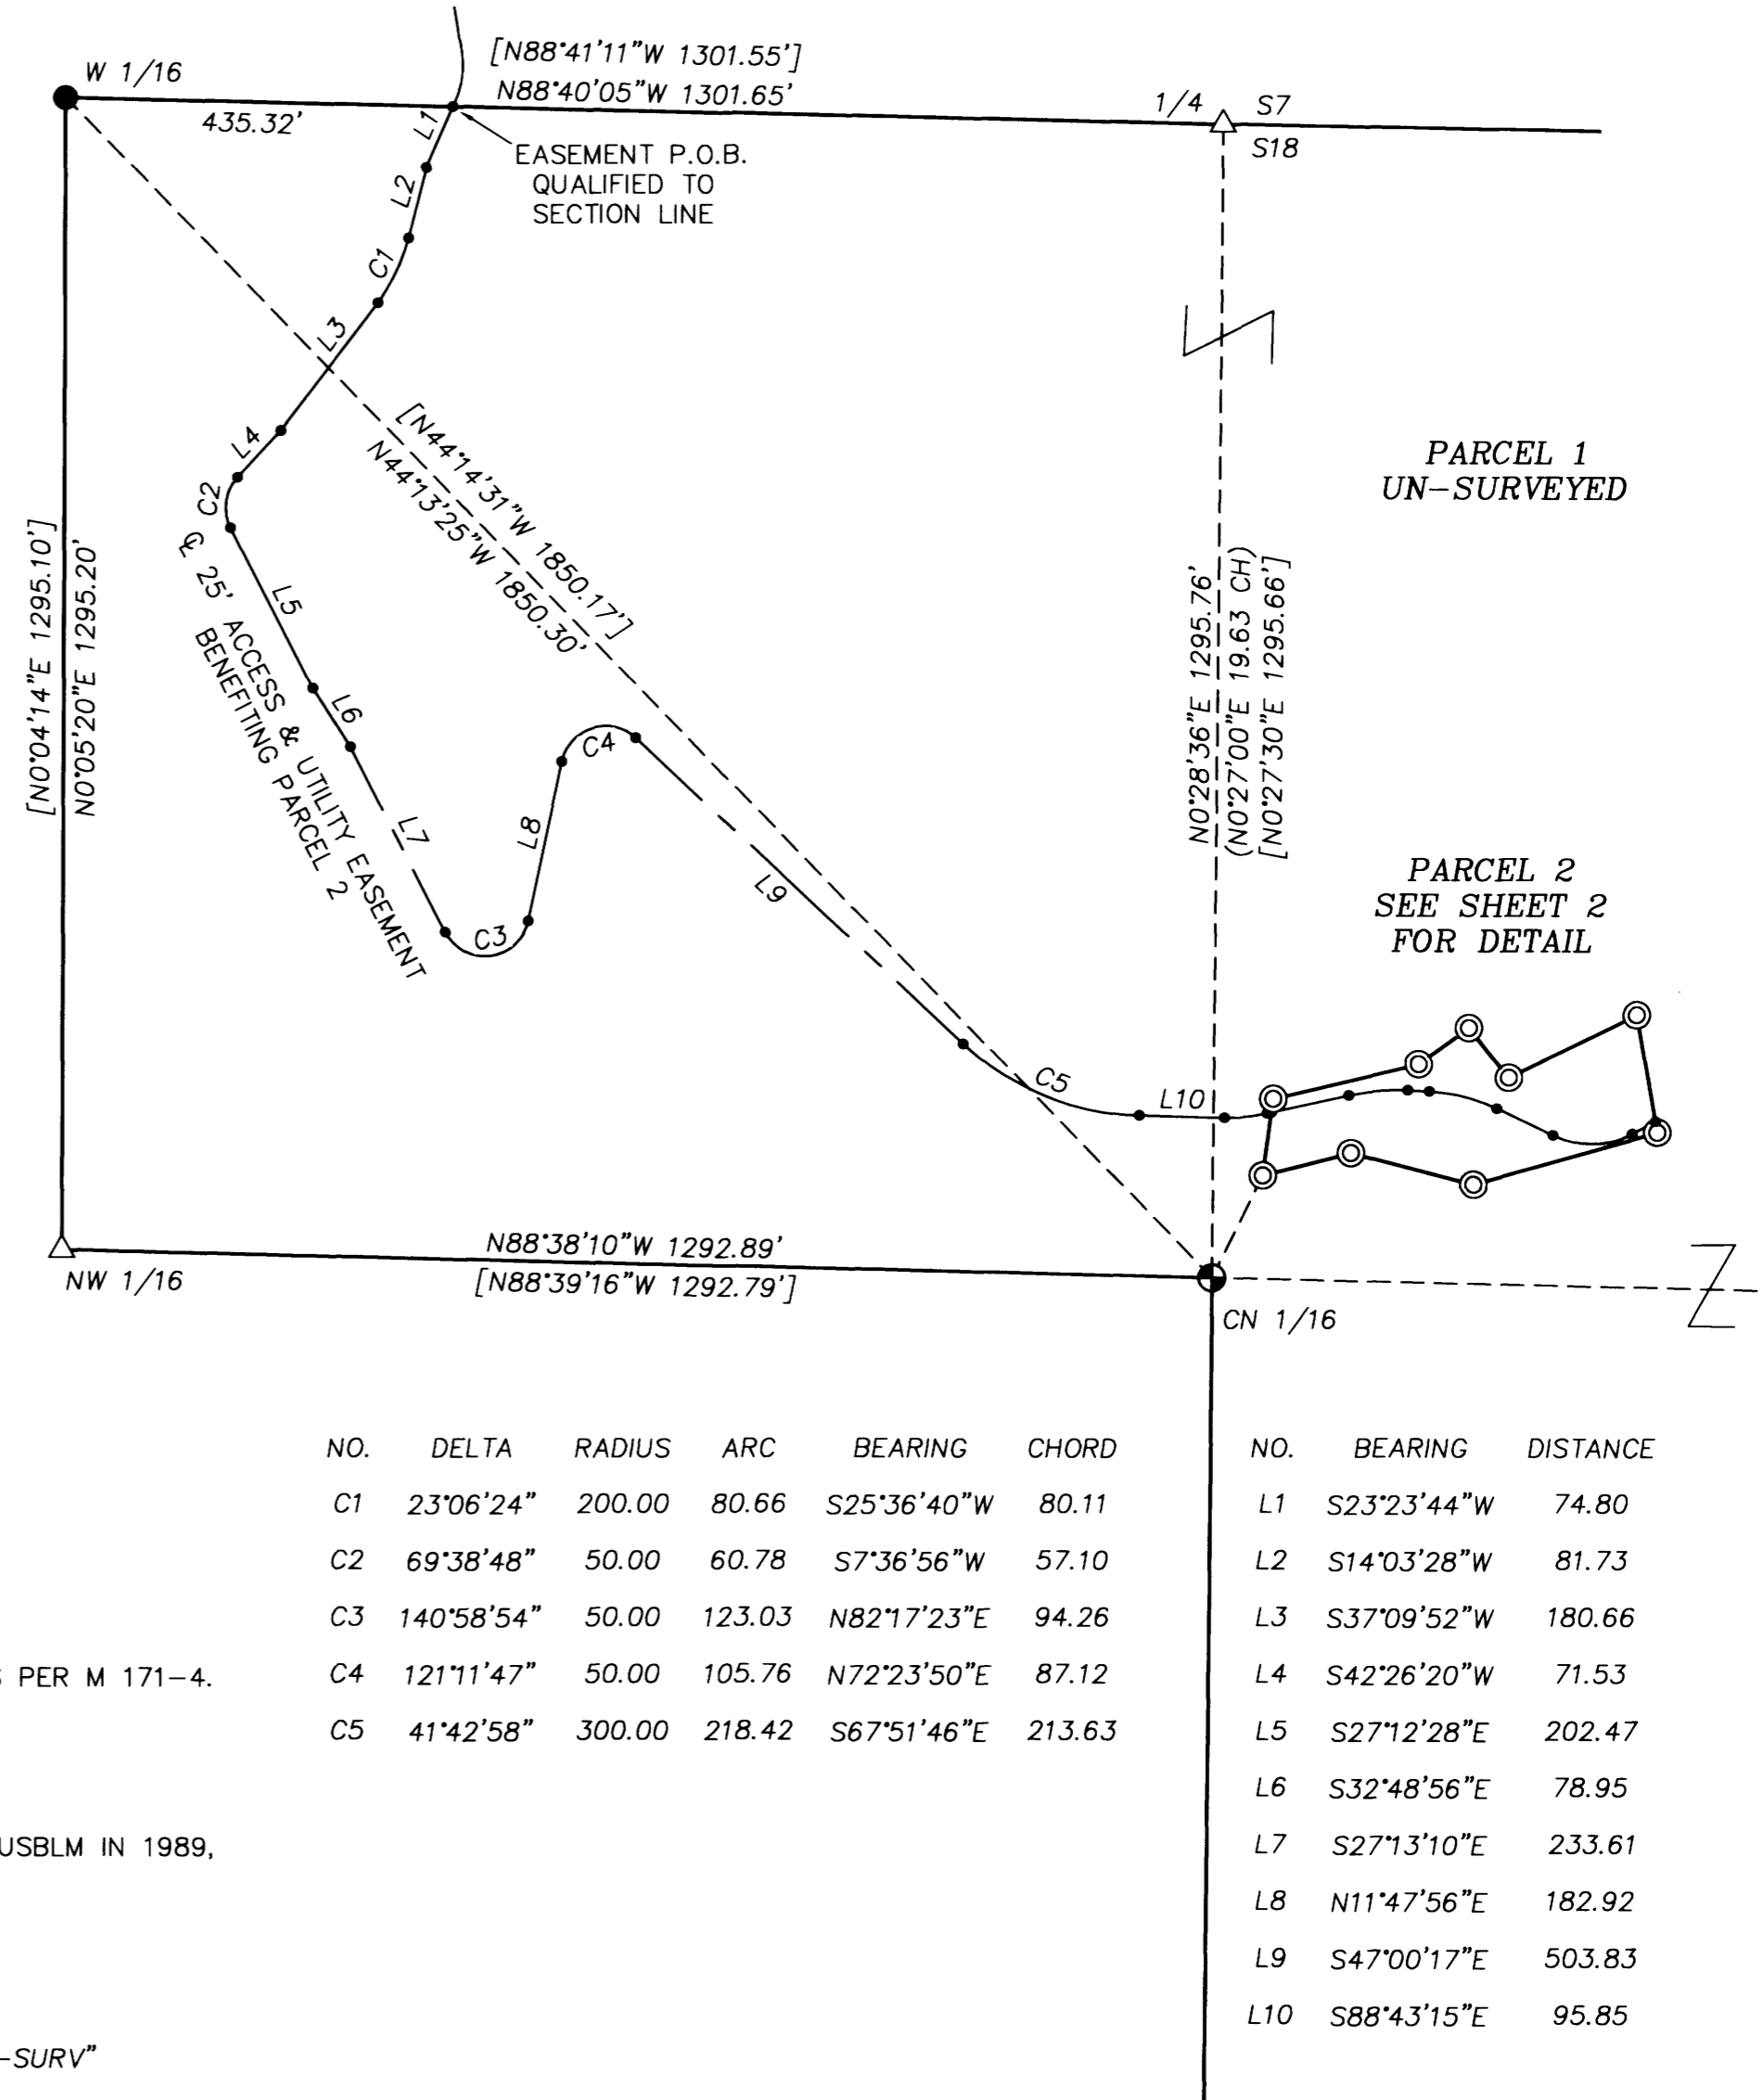 [N88°41'11"W 1301.55']
N88°40'05"W 1301.65'
W 1/16
435.32'
1/4
S7
S18
L1
EASEMENT P.O.B.
QUALIFIED TO
SECTION LINE
L2
C1
L3
L4
C2
[N44°14'31"W 1850.17']
N44°13'25"W 1850.30'
PARCEL 1
UN-SURVEYED
[N0°04'14"E 1295.10']
N0°05'20"E 1295.20'
℄ 25' ACCESS & UTILITY EASEMENT
BENEFITING PARCEL 2
L5
L6
L7
C3
L8
C4
L9
C5
L10
N0°28'36"E 1295.76'
(N0°27'00"E 19.63 CH)
[N0°27'30"E 1295.66']
PARCEL 2
SEE SHEET 2
FOR DETAIL
N88°38'10"W 1292.89'
[N88°39'16"W 1292.79']
NW 1/16
CN 1/16
NO. DELTA RADIUS ARC BEARING CHORD
C1 23°06'24" 200.00 80.66 S25°36'40"W 80.11
C2 69°38'48" 50.00 60.78 S7°36'56"W 57.10
C3 140°58'54" 50.00 123.03 N82°17'23"E 94.26
C4 121°11'47" 50.00 105.76 N72°23'50"E 87.12
C5 41°42'58" 300.00 218.42 S67°51'46"E 213.63
NO. BEARING DISTANCE
L1 S23°23'44"W 74.80
L2 S14°03'28"W 81.73
L3 S37°09'52"W 180.66
L4 S42°26'20"W 71.53
L5 S27°12'28"E 202.47
L6 S32°48'56"E 78.95
L7 S27°13'10"E 233.61
L8 N11°47'56"E 182.92
L9 S47°00'17"E 503.83
L10 S88°43'15"E 95.85
PER M 171-4.
USBLM IN 1989,
-SURV"